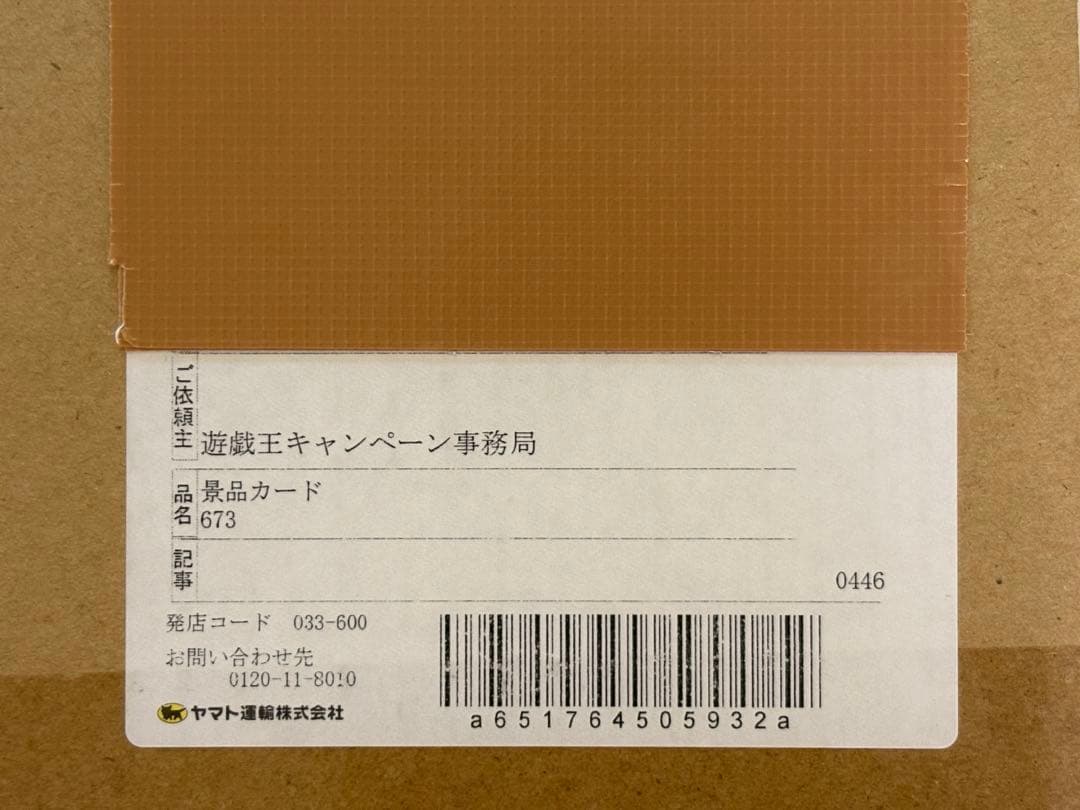 ご依頼主
遊戯王キャンペーン事務局
品名
景品カード
673
記事
0446
発店コード 033-600
お問い合わせ先
0120-11-8010
ヤマト運輸株式会社
a651764505932a